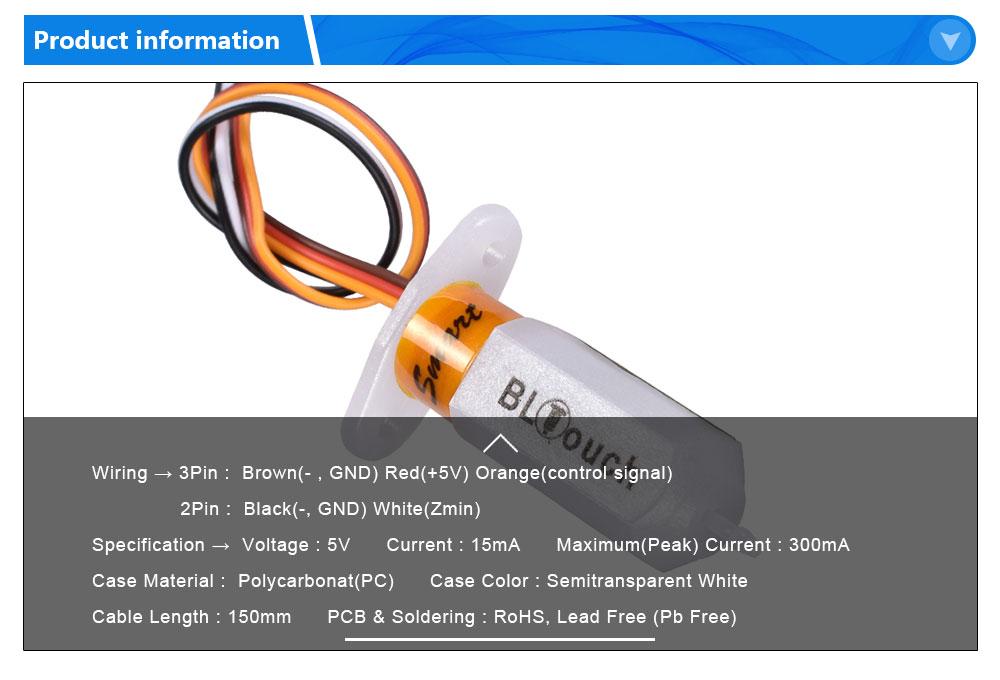 Product information
Smart
BLTouch
Wiring → 3Pin : Brown(- , GND) Red(+5V) Orange(control signal)
2Pin : Black(-, GND) White(Zmin)
Specification → Voltage : 5V Current : 15mA Maximum(Peak) Current : 300mA
Case Material : Polycarbonat(PC) Case Color : Semitransparent White
Cable Length : 150mm PCB & Soldering : RoHS, Lead Free (Pb Free)